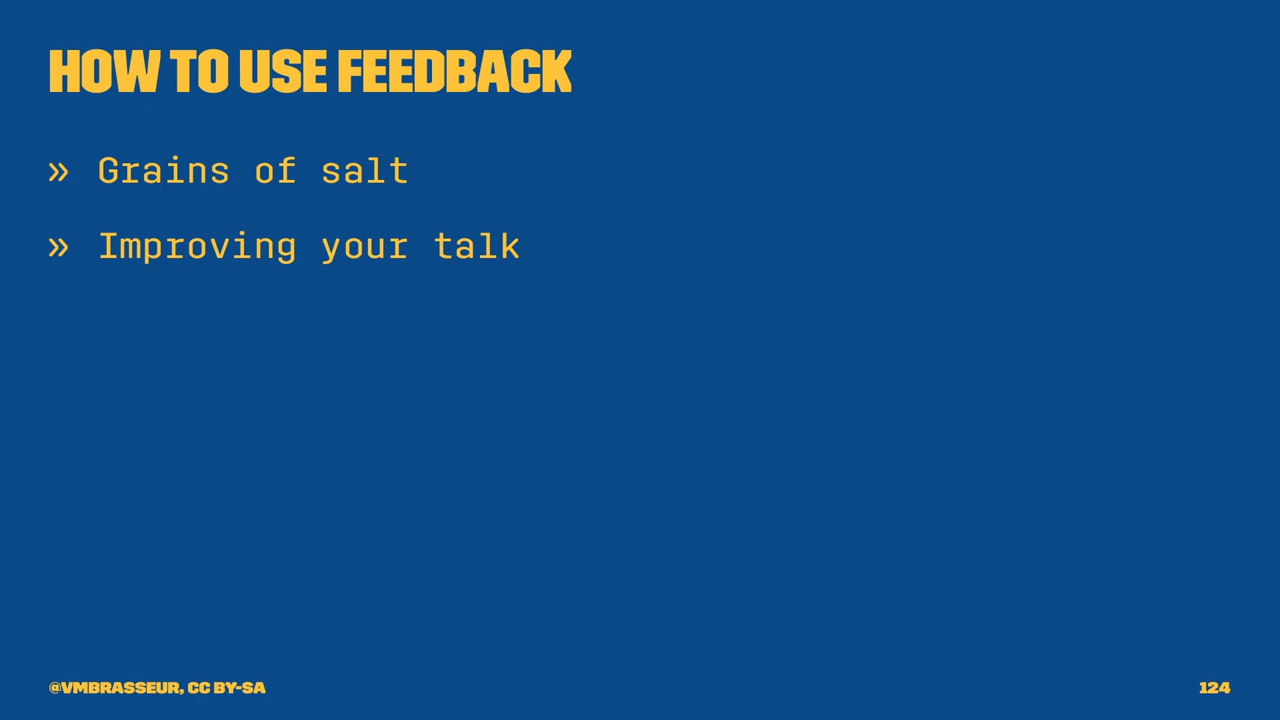 HOW TO USE FEEDBACK
» Grains of salt
» Improving your talk
@VMBRASSEUR, CC BY-SA
124